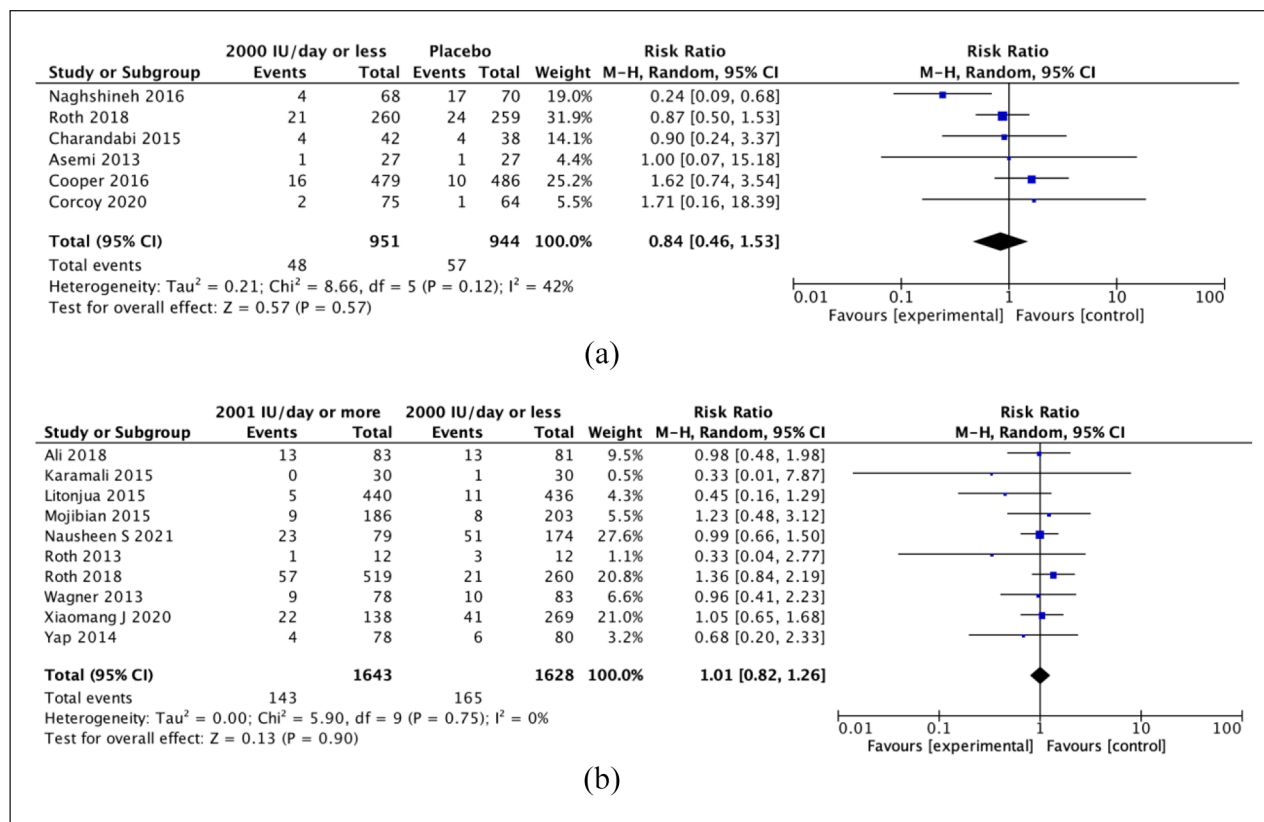 2000 IU/day or less Placebo Risk Ratio Risk Ratio
Study or Subgroup Events Total Events Total Weight M-H, Random, 95% CI M-H, Random, 95% CI
Naghshineh 2016 4 68 17 70 19.0% 0.24 [0.09, 0.68]
Roth 2018 21 260 24 259 31.9% 0.87 [0.50, 1.53]
Charandabi 2015 4 42 4 38 14.1% 0.90 [0.24, 3.37]
Asemi 2013 1 27 1 27 4.4% 1.00 [0.07, 15.18]
Cooper 2016 16 479 10 486 25.2% 1.62 [0.74, 3.54]
Corcoy 2020 2 75 1 64 5.5% 1.71 [0.16, 18.39]
Total (95% CI) 951 944 100.0% 0.84 [0.46, 1.53]
Total events 48 57
Heterogeneity: Tau² = 0.21; Chi² = 8.66, df = 5 (P = 0.12); I² = 42%
Test for overall effect: Z = 0.57 (P = 0.57)
0.01 0.1 1 10 100
Favours [experimental] Favours [control]
(a)
2001 IU/day or more 2000 IU/day or less Risk Ratio Risk Ratio
Study or Subgroup Events Total Events Total Weight M-H, Random, 95% CI M-H, Random, 95% CI
Ali 2018 13 83 13 81 9.5% 0.98 [0.48, 1.98]
Karamali 2015 0 30 1 30 0.5% 0.33 [0.01, 7.87]
Litonjua 2015 5 440 11 436 4.3% 0.45 [0.16, 1.29]
Mojibian 2015 9 186 8 203 5.5% 1.23 [0.48, 3.12]
Nausheen S 2021 23 79 51 174 27.6% 0.99 [0.66, 1.50]
Roth 2013 1 12 3 12 1.1% 0.33 [0.04, 2.77]
Roth 2018 57 519 21 260 20.8% 1.36 [0.84, 2.19]
Wagner 2013 9 78 10 83 6.6% 0.96 [0.41, 2.23]
Xiaomang J 2020 22 138 41 269 21.0% 1.05 [0.65, 1.68]
Yap 2014 4 78 6 80 3.2% 0.68 [0.20, 2.33]
Total (95% CI) 1643 1628 100.0% 1.01 [0.82, 1.26]
Total events 143 165
Heterogeneity: Tau² = 0.00; Chi² = 5.90, df = 9 (P = 0.75); I² = 0%
Test for overall effect: Z = 0.13 (P = 0.90)
0.01 0.1 1 10 100
Favours [experimental] Favours [control]
(b)